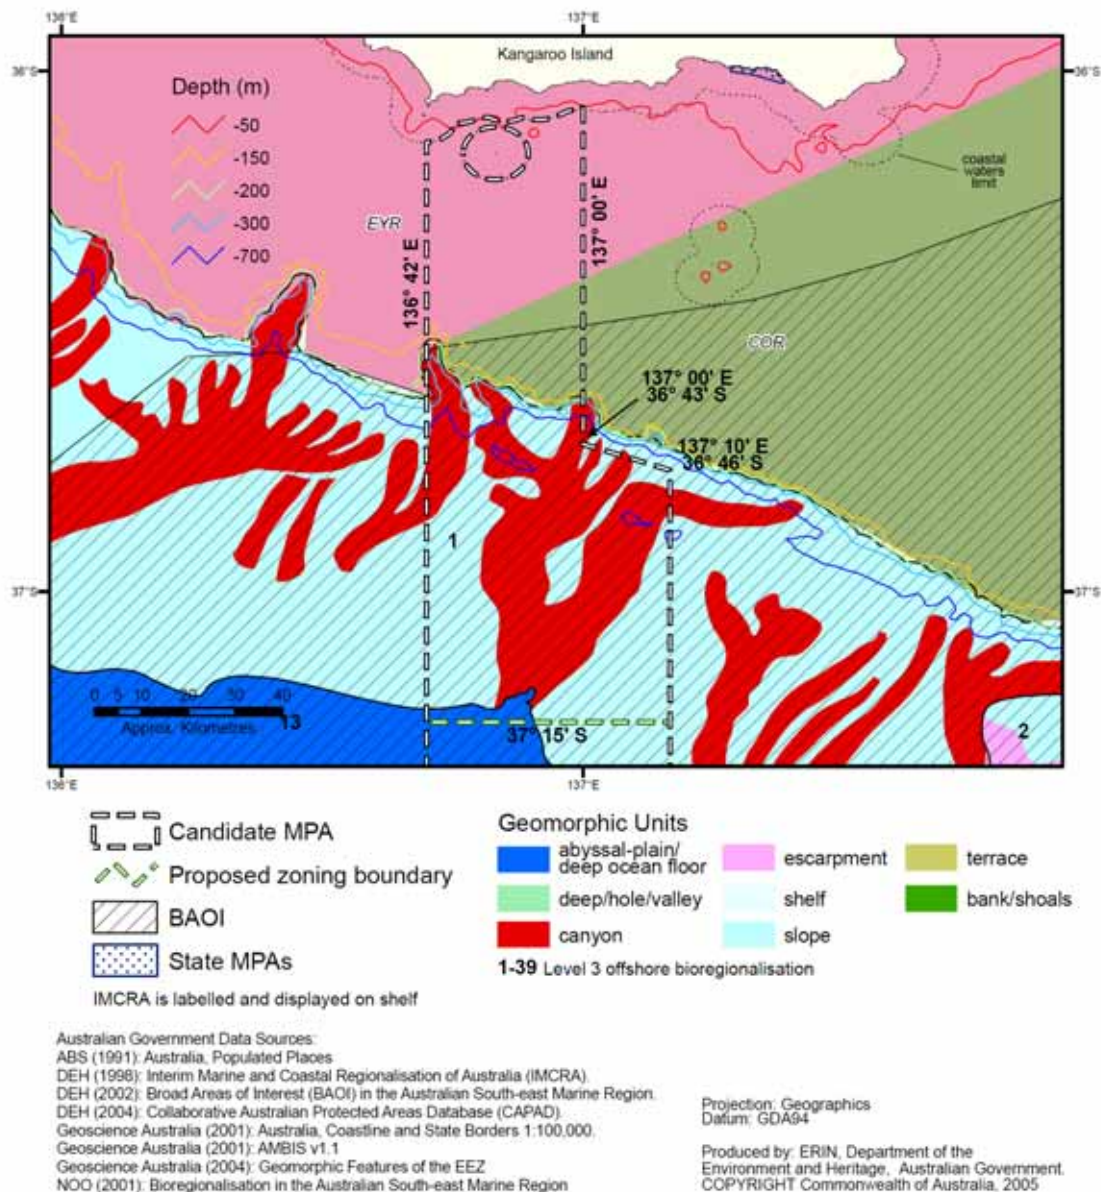 136°E
137°E
36°S
36°S
Kangaroo Island
Depth (m)
-50
-150
-200
-300
-700
coastal
waters
limit
EYR
136° 42' E
137° 00' E
COR
137° 00' E
36° 43' S
137° 10' E
36° 46' S
1
37°S
37°S
0 5 10 20 30 40
Approx. Kilometres
13
37° 15' S
2
136°E
137°E
Candidate MPA
Proposed zoning boundary
BAOI
State MPAs
IMCRA is labelled and displayed on shelf
Geomorphic Units
abyssal-plain/
deep ocean floor
deep/hole/valley
canyon
escarpment
shelf
slope
terrace
bank/shoals
1-39 Level 3 offshore bioregionalisation
Australian Government Data Sources:
ABS (1991): Australia, Populated Places
DEH (1998): Interim Marine and Coastal Regionalisation of Australia (IMCRA).
DEH (2002): Broad Areas of Interest (BAOI) in the Australian South-east Marine Region.
DEH (2004): Collaborative Australian Protected Areas Database (CAPAD).
Geoscience Australia (2001): Australia, Coastline and State Borders 1:100,000.
Geoscience Australia (2001): AMBIS v1.1
Geoscience Australia (2004): Geomorphic Features of the EEZ
NOO (2001): Bioregionalisation in the Australian South-east Marine Region
Projection: Geographics
Datum: GDA94
Produced by: ERIN, Department of the
Environment and Heritage, Australian Government.
COPYRIGHT Commonwealth of Australia, 2005